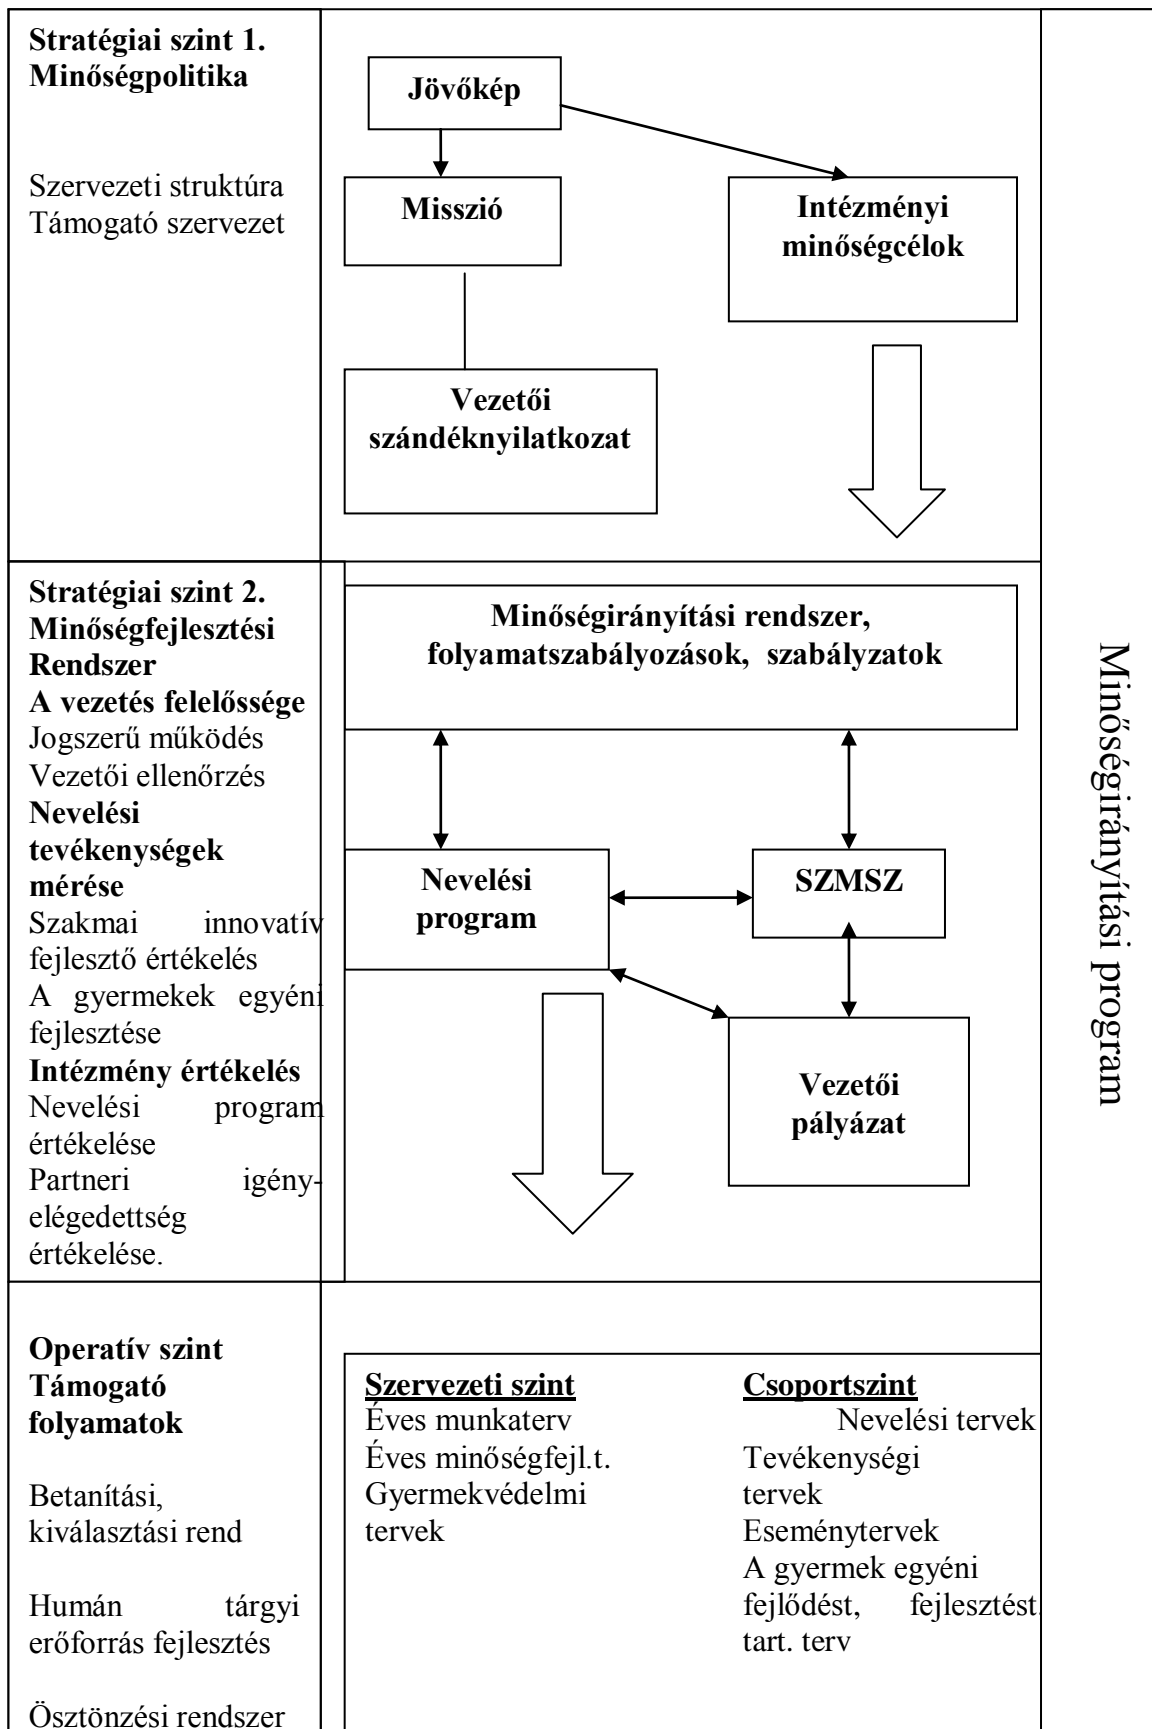 Stratégiai szint 1.
Minőségpolitika
Szervezeti struktúra
Támogató szervezet
Jövőkép
Misszió
Intézményi
minőségcélok
Vezetői
szándéknyilatkozat
Stratégiai szint 2.
Minőségfejlesztési
Rendszer
A vezetés felelőssége
Jogszerű működés
Vezetői ellenőrzés
Nevelési
tevékenységek
mérése
Szakmai innovatív
fejlesztő értékelés
A gyermekek egyéni
fejlesztése
Intézmény értékelés
Nevelési program
értékelése
Partneri igény-
elégedettség
értékelése.
Minőségirányítási rendszer,
folyamatszabályozások, szabályzatok
Nevelési
program
SZMSZ
Vezetői
pályázat
Operatív szint
Támogató
folyamatok
Betanítási,
kiválasztási rend
Humán tárgyi
erőforrás fejlesztés
Ösztönzési rendszer
Szervezeti szint
Éves munkaterv
Éves minőségfejl.t.
Gyermekvédelmi
tervek
Csoportszint
Nevelési tervek
Tevékenységi
tervek
Eseménytervek
A gyermek egyéni
fejlődést, fejlesztést.
tart. terv
Minőségirányítási program